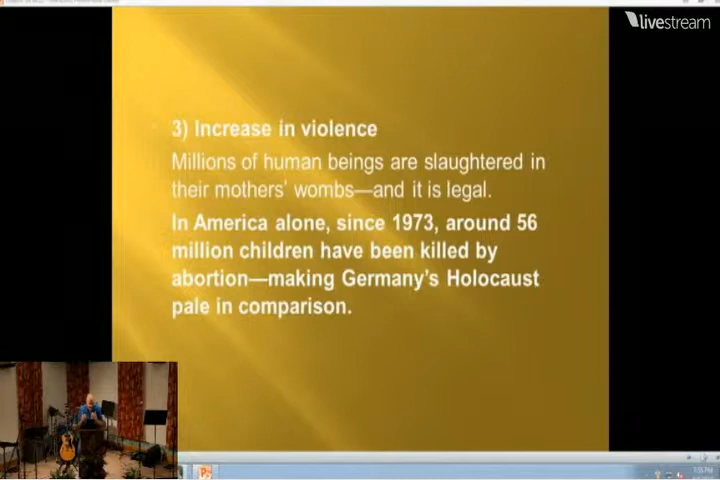 livestream
3) Increase in violence
Millions of human beings are slaughtered in
their mothers' wombs—and it is legal.
In America alone, since 1973, around 56
million children have been killed by
abortion—making Germany's Holocaust
pale in comparison.